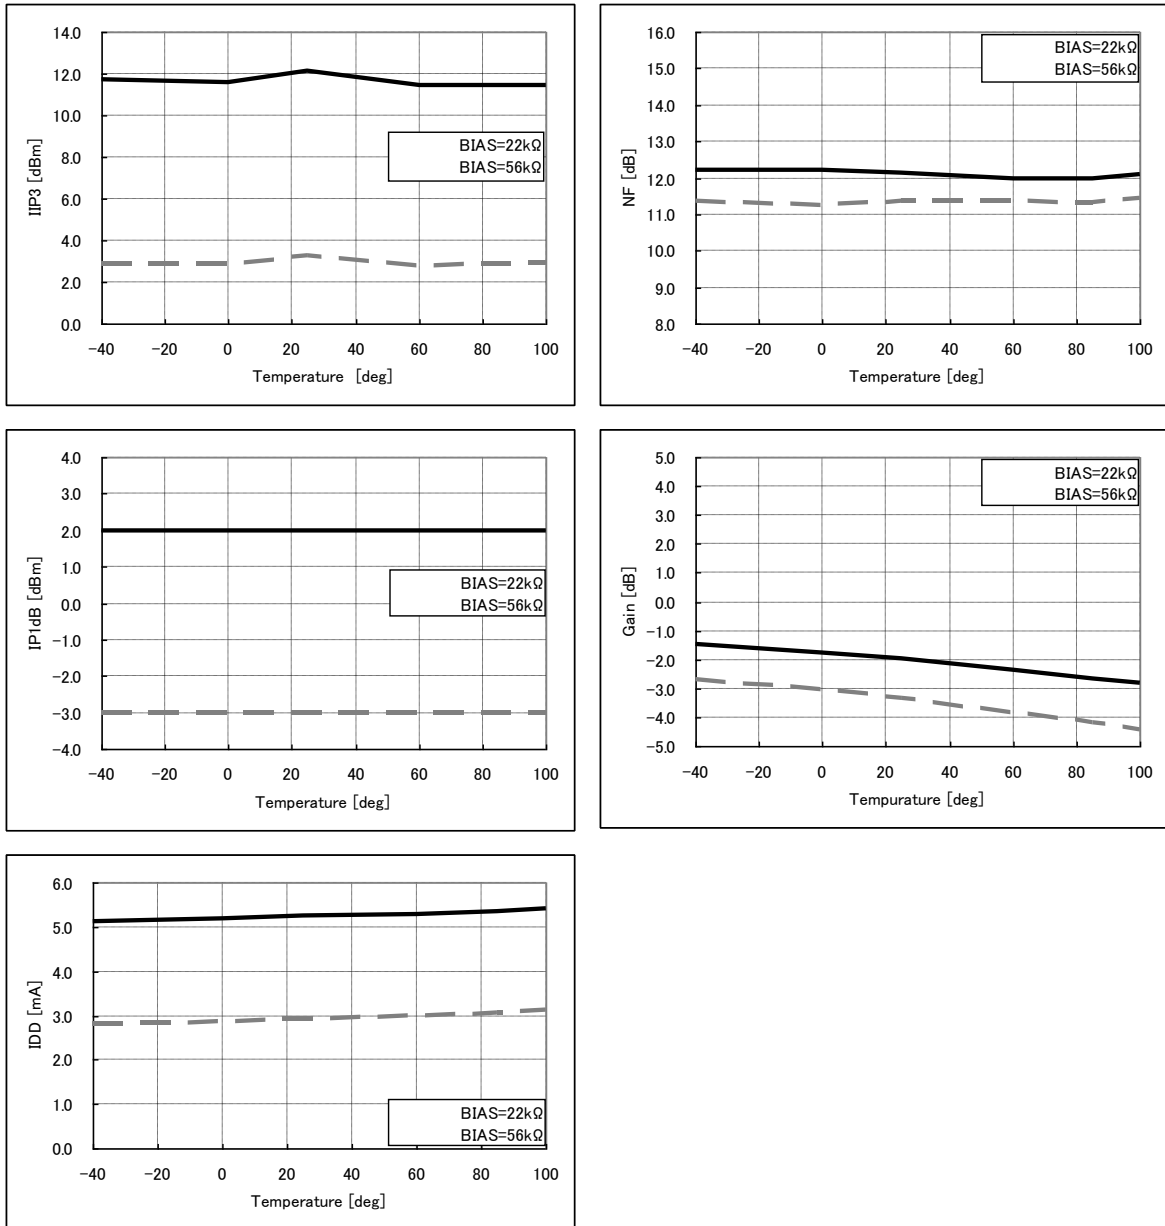 14.0
12.0
10.0
8.0
6.0
4.0
2.0
0.0
IIP3 [dBm]
BIAS=22kΩ
BIAS=56kΩ
−40 −20 0 20 40 60 80 100
Temperature [deg]
16.0
15.0
14.0
13.0
12.0
11.0
10.0
9.0
8.0
NF [dB]
BIAS=22kΩ
BIAS=56kΩ
−40 −20 0 20 40 60 80 100
Temperature [deg]
4.0
3.0
2.0
1.0
0.0
−1.0
−2.0
−3.0
−4.0
IP1dB [dBm]
BIAS=22kΩ
BIAS=56kΩ
−40 −20 0 20 40 60 80 100
Temperature [deg]
5.0
4.0
3.0
2.0
1.0
0.0
−1.0
−2.0
−3.0
−4.0
−5.0
Gain [dB]
BIAS=22kΩ
BIAS=56kΩ
−40 −20 0 20 40 60 80 100
Tempurature [deg]
6.0
5.0
4.0
3.0
2.0
1.0
0.0
IDD [mA]
BIAS=22kΩ
BIAS=56kΩ
−40 −20 0 20 40 60 80 100
Temperature [deg]